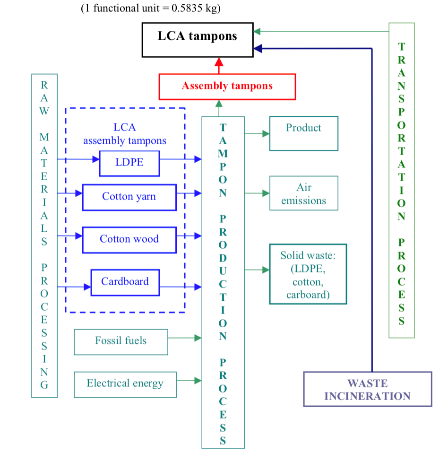 (1 functional unit = 0.5835 kg)
LCA tampons
Assembly tampons
RAW MATERIALS PROCESSING
LCA
assembly tampons
LDPE
Cotton yarn
Cotton wood
Cardboard
Fossil fuels
Electrical energy
TAMPON PRODUCTION PROCESS
Product
Air
emissions
Solid waste:
(LDPE,
cotton,
carboard)
TRANSPORTATION PROCESS
WASTE
INCINERATION